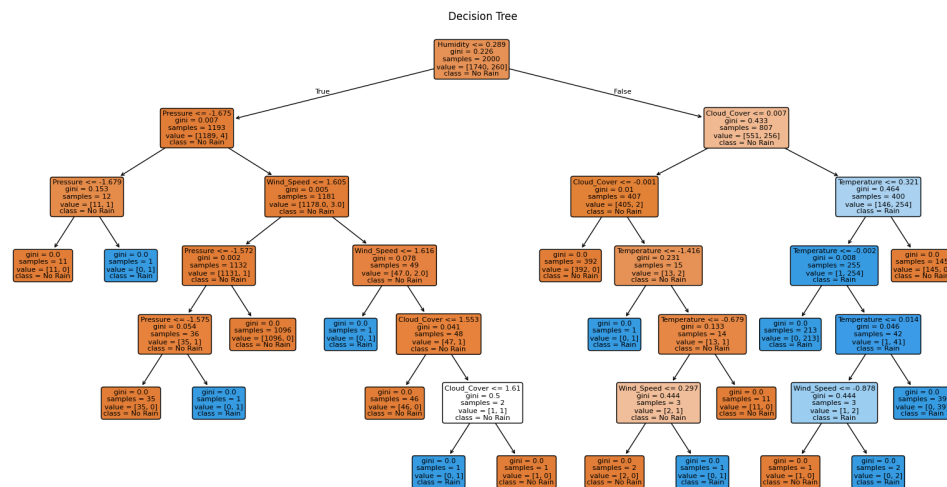 Decision Tree
Humidity <= 0.289
gini = 0.226
samples = 2000
value = [1740, 260]
class = No Rain
True
False
Pressure <= -1.675
gini = 0.007
samples = 1193
value = [1189, 4]
class = No Rain
Cloud_Cover <= 0.007
gini = 0.433
samples = 807
value = [551, 256]
class = No Rain
Pressure <= -1.679
gini = 0.153
samples = 12
value = [11, 1]
class = No Rain
Wind_Speed <= 1.605
gini = 0.005
samples = 1181
value = [1178.0, 3.0]
class = No Rain
Cloud_Cover <= -0.001
gini = 0.01
samples = 407
value = [405, 2]
class = No Rain
Temperature <= 0.321
gini = 0.464
samples = 400
value = [146, 254]
class = Rain
gini = 0.0
samples = 11
value = [11, 0]
class = No Rain
gini = 0.0
samples = 1
value = [0, 1]
class = Rain
Pressure <= -1.572
gini = 0.002
samples = 1132
value = [1131, 1]
class = No Rain
Wind_Speed <= 1.616
gini = 0.078
samples = 49
value = [47.0, 2.0]
class = No Rain
gini = 0.0
samples = 392
value = [392, 0]
class = No Rain
Temperature <= -1.416
gini = 0.231
samples = 15
value = [13, 2]
class = No Rain
Temperature <= -0.002
gini = 0.008
samples = 255
value = [1, 254]
class = Rain
gini = 0.0
samples = 145
value = [145, 0
class = No Rain
Pressure <= -1.575
gini = 0.054
samples = 36
value = [35, 1]
class = No Rain
gini = 0.0
samples = 1096
value = [1096, 0]
class = No Rain
gini = 0.0
samples = 1
value = [0, 1]
class = Rain
Cloud_Cover <= 1.553
gini = 0.041
samples = 48
value = [47, 1]
class = No Rain
gini = 0.0
samples = 1
value = [0, 1]
class = Rain
Temperature <= -0.679
gini = 0.133
samples = 14
value = [13, 1]
class = No Rain
gini = 0.0
samples = 213
value = [0, 213]
class = Rain
Temperature <= 0.014
gini = 0.046
samples = 42
value = [1, 41]
class = Rain
gini = 0.0
samples = 35
value = [35, 0]
class = No Rain
gini = 0.0
samples = 1
value = [0, 1]
class = Rain
gini = 0.0
samples = 46
value = [46, 0]
class = No Rain
Cloud_Cover <= 1.61
gini = 0.5
samples = 2
value = [1, 1]
class = No Rain
Wind_Speed <= 0.297
gini = 0.444
samples = 3
value = [2, 1]
class = No Rain
gini = 0.0
samples = 11
value = [11, 0]
class = No Rain
Wind_Speed <= -0.878
gini = 0.444
samples = 3
value = [1, 2]
class = Rain
gini = 0.0
samples = 39
value = [0, 39]
class = Rain
gini = 0.0
samples = 1
value = [0, 1]
class = Rain
gini = 0.0
samples = 1
value = [1, 0]
class = No Rain
gini = 0.0
samples = 2
value = [2, 0]
class = No Rain
gini = 0.0
samples = 1
value = [0, 1]
class = Rain
gini = 0.0
samples = 1
value = [1, 0]
class = No Rain
gini = 0.0
samples = 2
value = [0, 2]
class = Rain